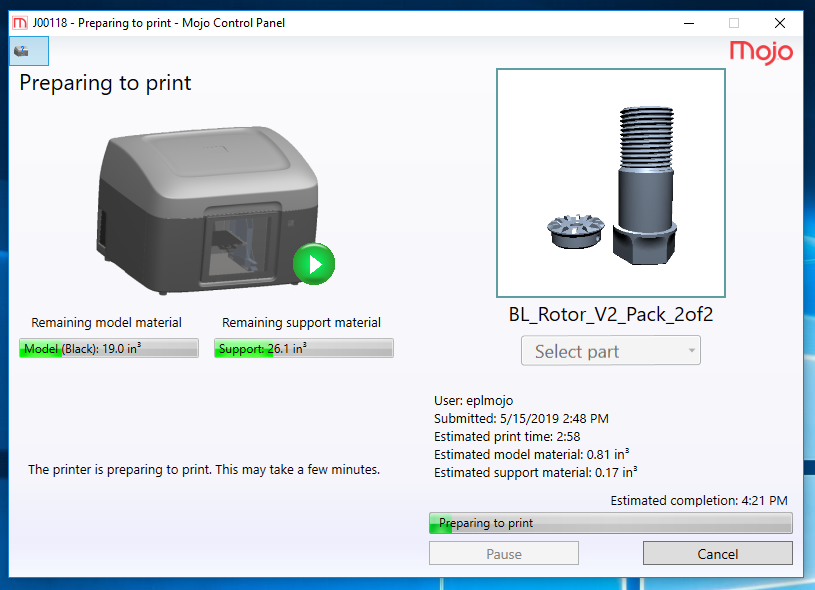 J00118 - Preparing to print - Mojo Control Panel
mojo
Preparing to print
BL_Rotor_V2_Pack_2of2
Select part
Remaining model material
Remaining support material
Model (Black): 19.0 in³
Support: 26.1 in³
User: eplmojo
Submitted: 5/15/2019 2:48 PM
Estimated print time: 2:58
Estimated model material: 0.81 in³
Estimated support material: 0.17 in³
The printer is preparing to print. This may take a few minutes.
Estimated completion: 4:21 PM
Preparing to print
Pause
Cancel